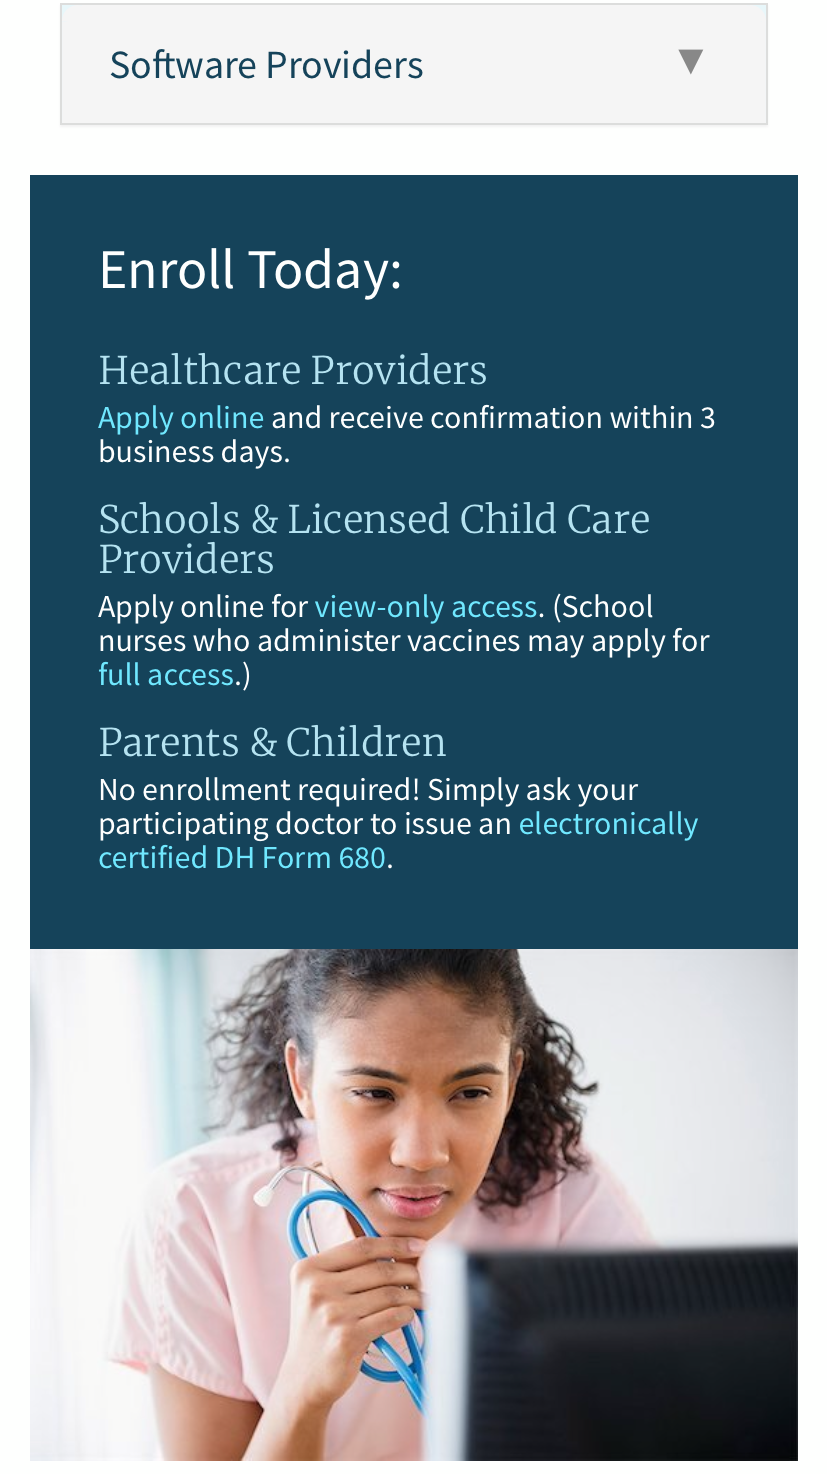 Software Providers
Enroll Today:
Healthcare Providers
Apply online and receive confirmation within 3
business days.
Schools & Licensed Child Care
Providers
Apply online for view-only access. (School
nurses who administer vaccines may apply for
full access.)
Parents & Children
No enrollment required! Simply ask your
participating doctor to issue an electronically
certified DH Form 680.